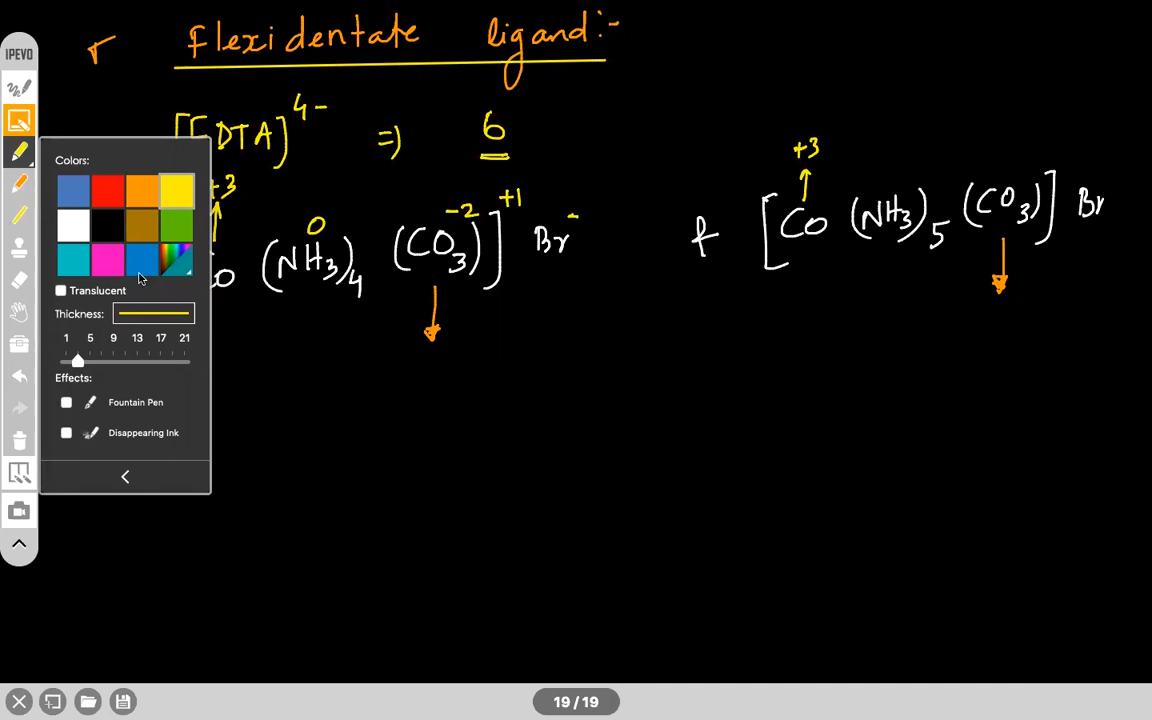 Flexidentate ligand:-
[EDTA]^4- => 6
+3
[Co (NH3)5 (CO3)] Br
+3 0 -2 +1 -
(NH3)4 (CO3)] Br &
IPEVO
Colors:
Translucent
Thickness:
1 5 9 13 17 21
Effects:
Fountain Pen
Disappearing Ink
19 / 19